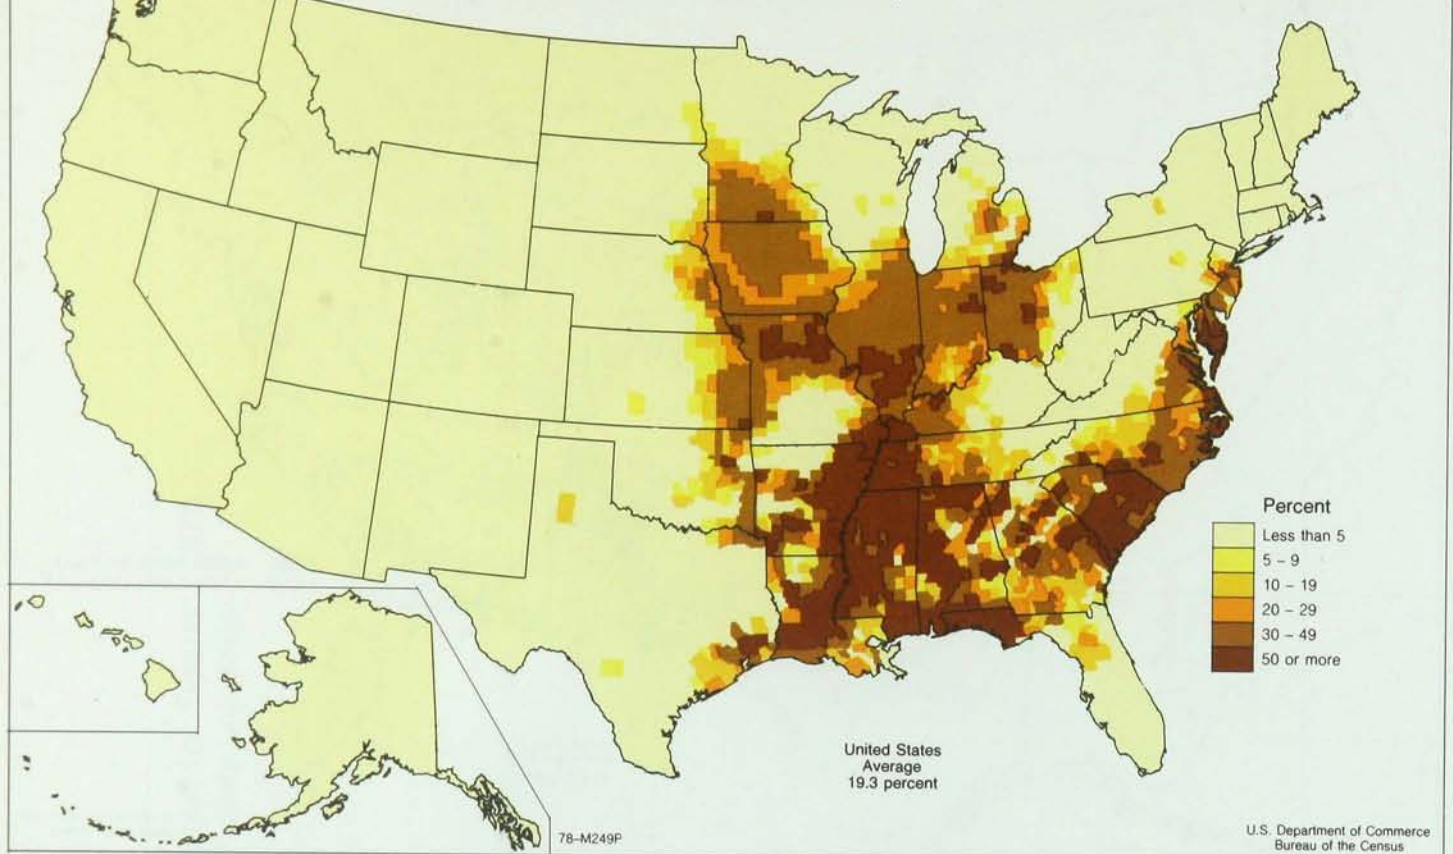 Percent
Less than 5
5 – 9
10 – 19
20 – 29
30 – 49
50 or more
United States
Average
19.3 percent
78–M249P
U.S. Department of Commerce
Bureau of the Census